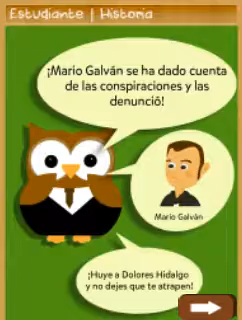 Estudiante | Historia
¡Mario Galván se ha dado cuenta
de las conspiraciones y las
denunció!
Mario Galván
¡Huye a Dolores Hidalgo
y no dejes que te atrapen!